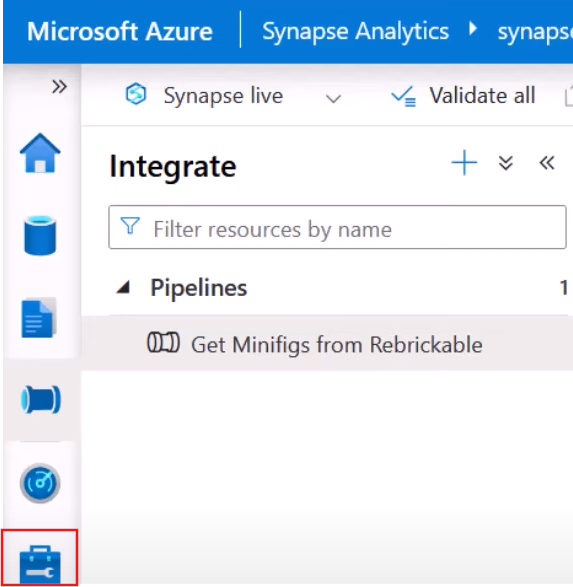 Microsoft Azure Synapse Analytics synaps
Synapse live Validate all
Integrate
Filter resources by name
Pipelines 1
Get Minifigs from Rebrickable